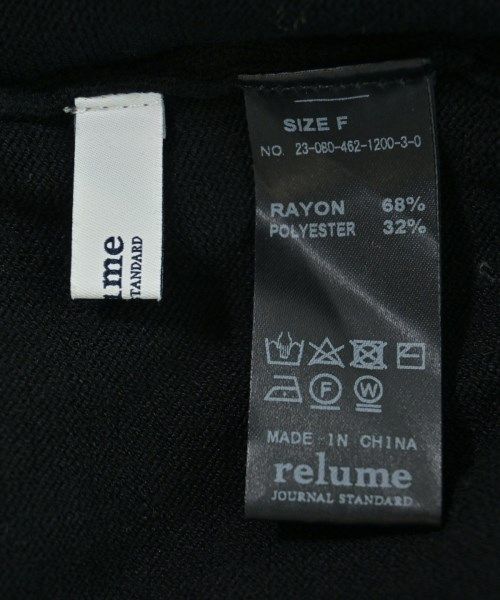 ume
STANDARD
SIZE F
NO. 23-080-462-1200-3-0
RAYON 68%
POLYESTER 32%
F W
MADE IN CHINA
relume
JOURNAL STANDARD